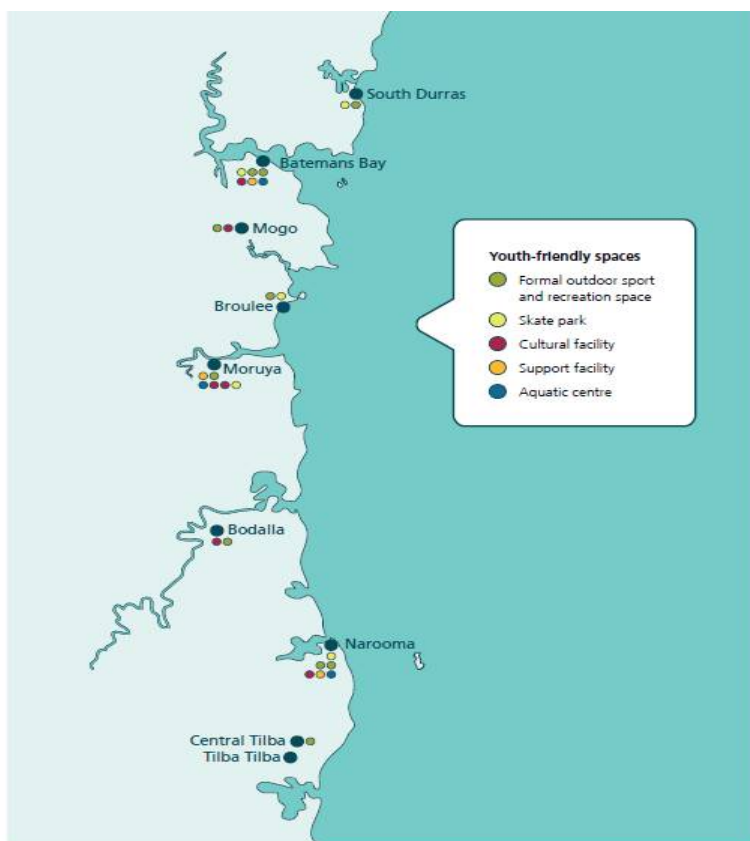 South Durras
Batemans Bay
Mogo
Youth-friendly spaces
Formal outdoor sport
and recreation space
Skate park
Cultural facility
Support facility
Aquatic centre
Broulee
Moruya
Bodalla
Narooma
Central Tilba
Tilba Tilba